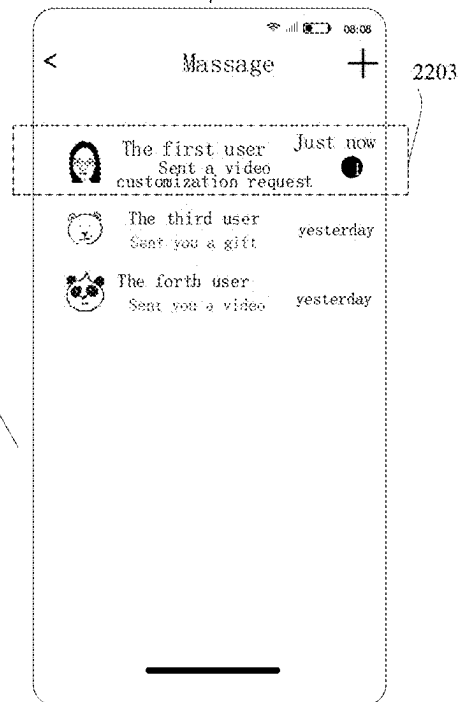 08:08
< Massage +
2203
The first user Just now
Sent a video
customization request
The third user
Sent you a gift yesterday
The forth user
Sent you a video yesterday